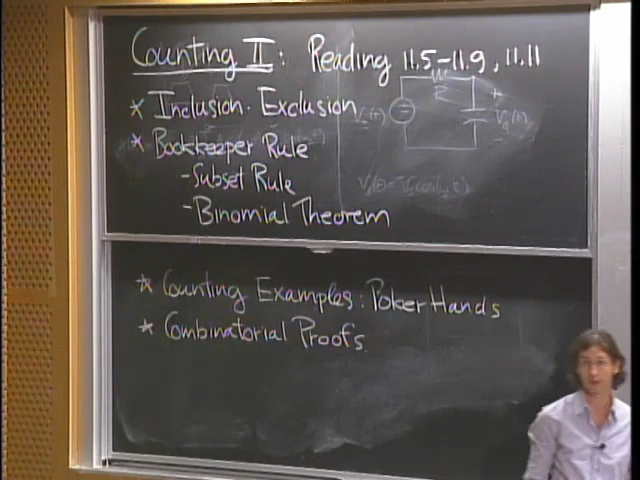 Counting II: Reading 11.5-11.9, 11.11
* Inclusion-Exclusion
* Bookkeeper Rule
- Subset Rule
- Binomial Theorem
* Counting Examples: Poker Hands
* Combinatorial Proofs